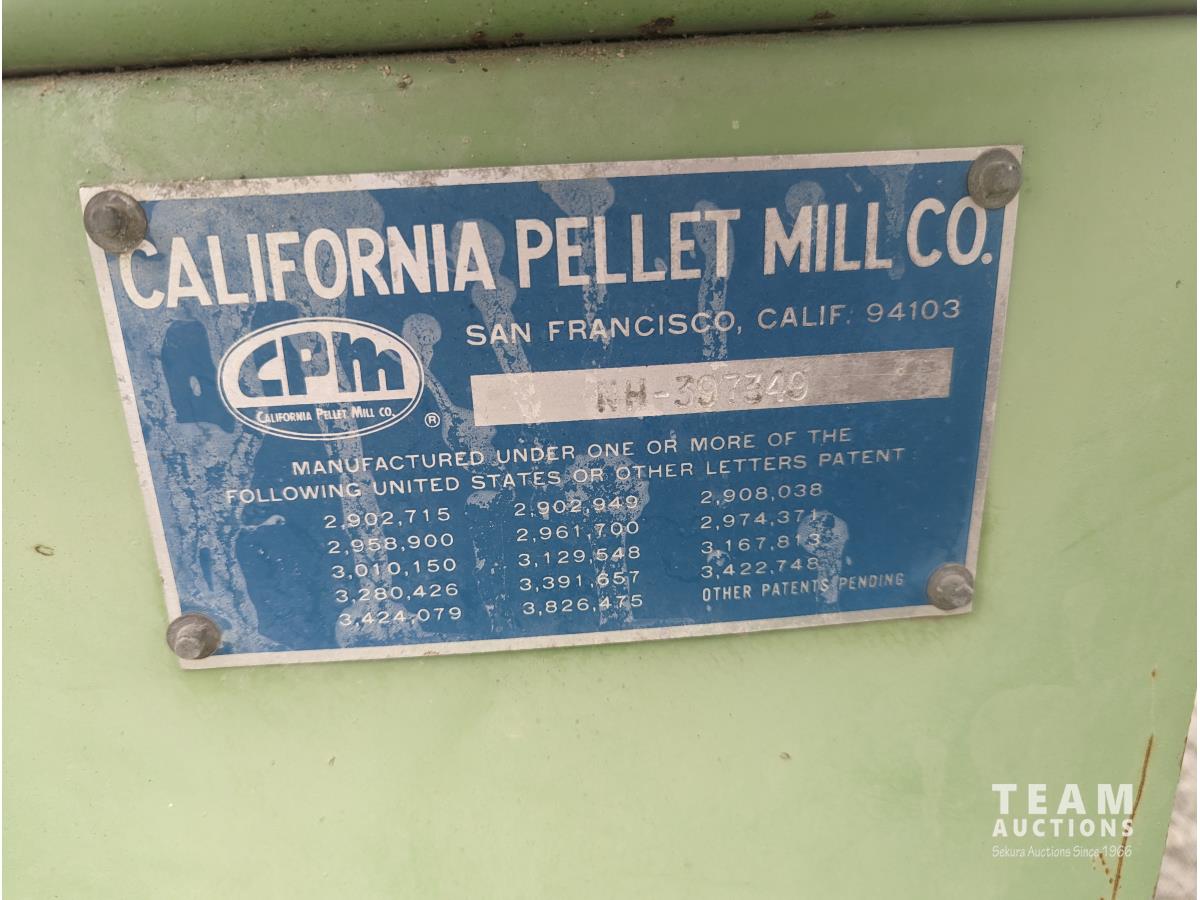 CALIFORNIA PELLET MILL CO.
SAN FRANCISCO, CALIF. 94103
CPM
CALIFORNIA PELLET MILL CO.
®
NH-397349
MANUFACTURED UNDER ONE OR MORE OF THE
FOLLOWING UNITED STATES OR OTHER LETTERS PATENT:
2,902,715 2,902,949 2,908,038
2,958,900 2,961,700 2,974,371
3,010,150 3,129,548 3,167,813
3,280,426 3,391,657 3,422,748
3,424,079 3,826,475 OTHER PATENTS PENDING
TEAM
AUCTIONS
Sekura Auctions Since 1966